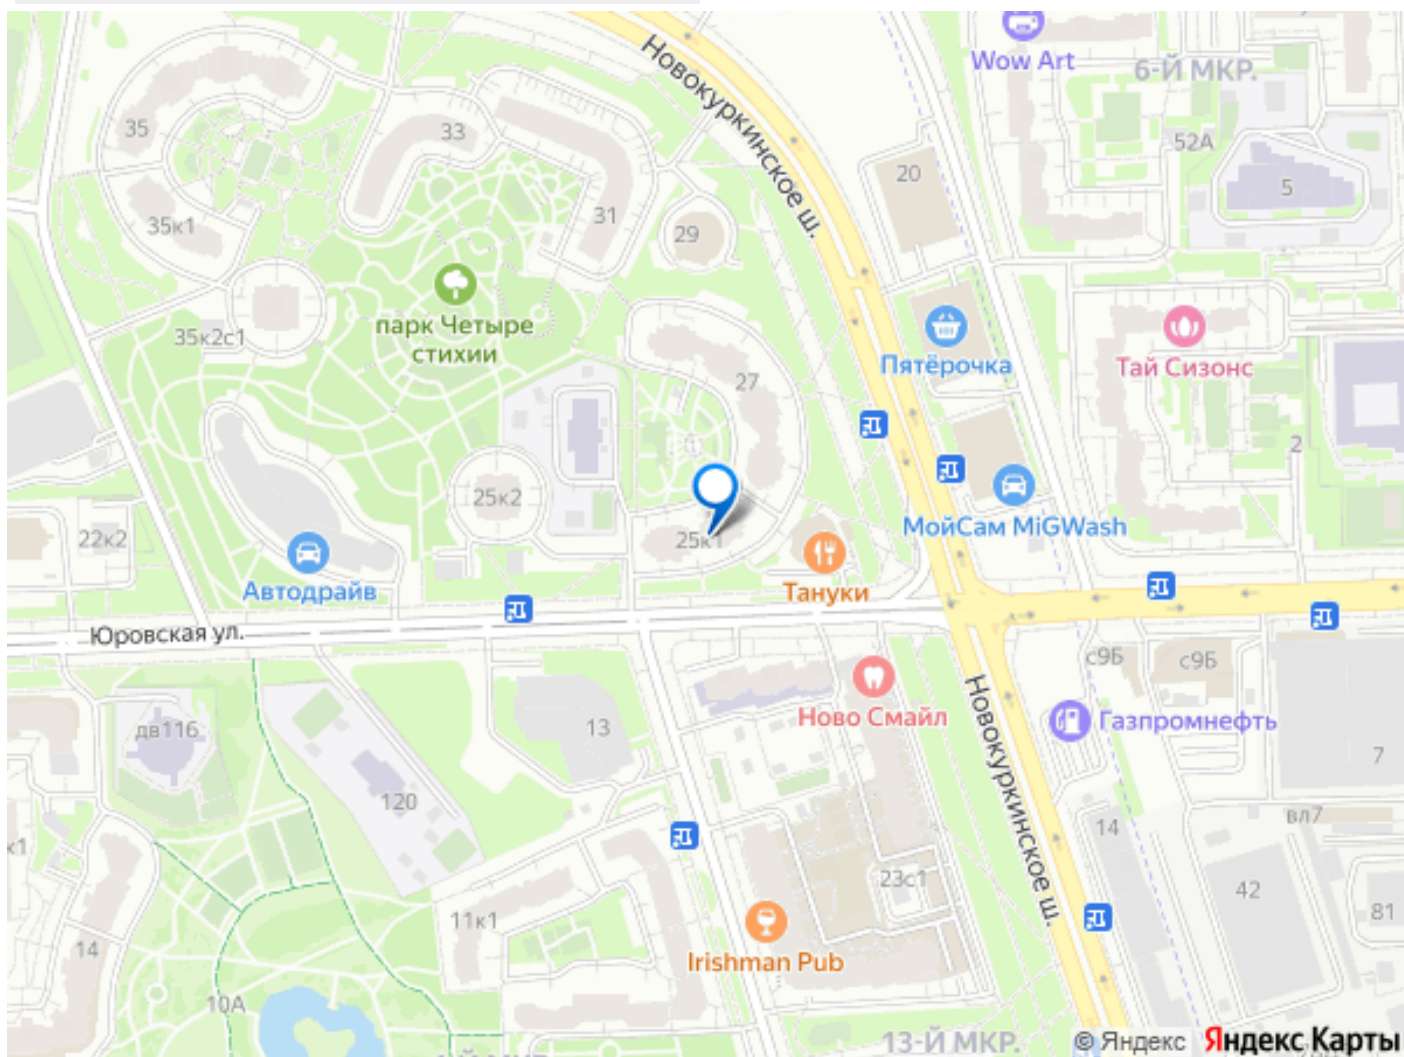 Wow Art
6-Й МКР.
Новокуркинское ш.
35
33
20
52А
5
35к1
31
29
парк Четыре
стихии
35к2с1
Пятёрочка
Тай Сизонс
27
2
25к2
22к2
25к1
МойСам MiGWash
Автодрайв
Тануки
Юровская ул.
с9Б
с9Б
Ново Смайл
Газпромнефть
дв116
13
7
Новокуркинское ш.
120
14
вл7
к1
23с1
42
81
11к1
14
Irishman Pub
10А
13-Й МКР.
© Яндекс Яндекс Карты